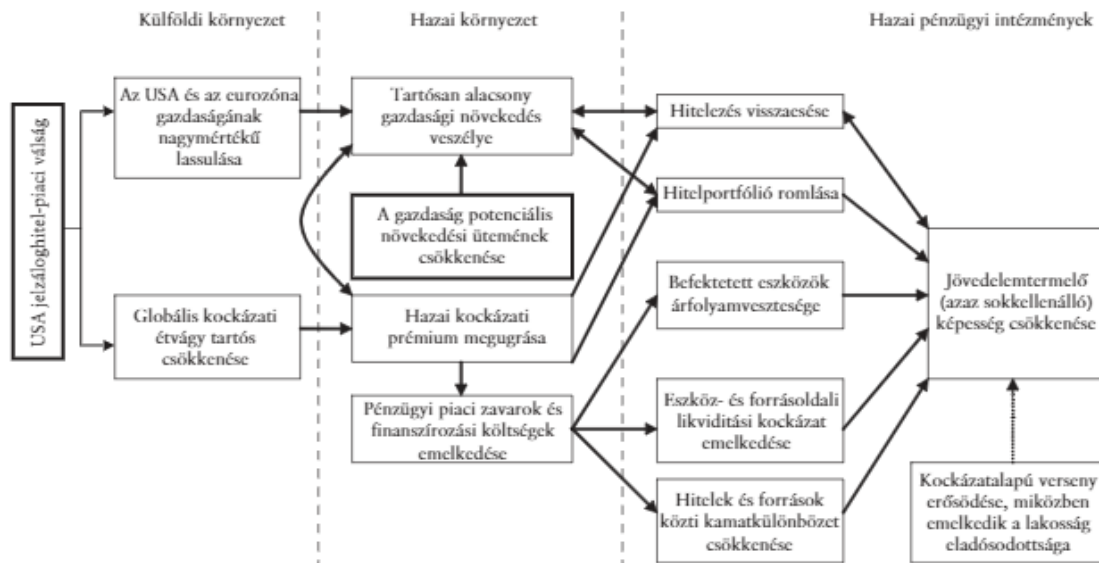 Külföldi környezet
Hazai környezet
Hazai pénzügyi intézmények
USA jelzáloghitel-piaci válság
Az USA és az eurozóna
gazdaságának
nagymértékű
lassulása
Globális kockázati
étvágy tartós
csökkenése
Tartósan alacsony
gazdasági növekedés
veszélye
A gazdaság potenciális
növekedési ütemének
csökkenése
Hazai kockázati
prémium megugrása
Pénzügyi piaci zavarok és
finanszírozási költségek
emelkedése
Hitelezés visszaesése
Hitelportfólió romlása
Befektetett eszközök
árfolyamvesztesége
Eszköz- és forrásoldali
likviditási kockázat
emelkedése
Hitelek és források
közti kamatkülönbözet
csökkenése
Jövedelemtermelő
(azaz sokkellenálló)
képesség csökkenése
Kockázatalapú verseny
erősödése, miközben
emelkedik a lakosság
eladósodottsága